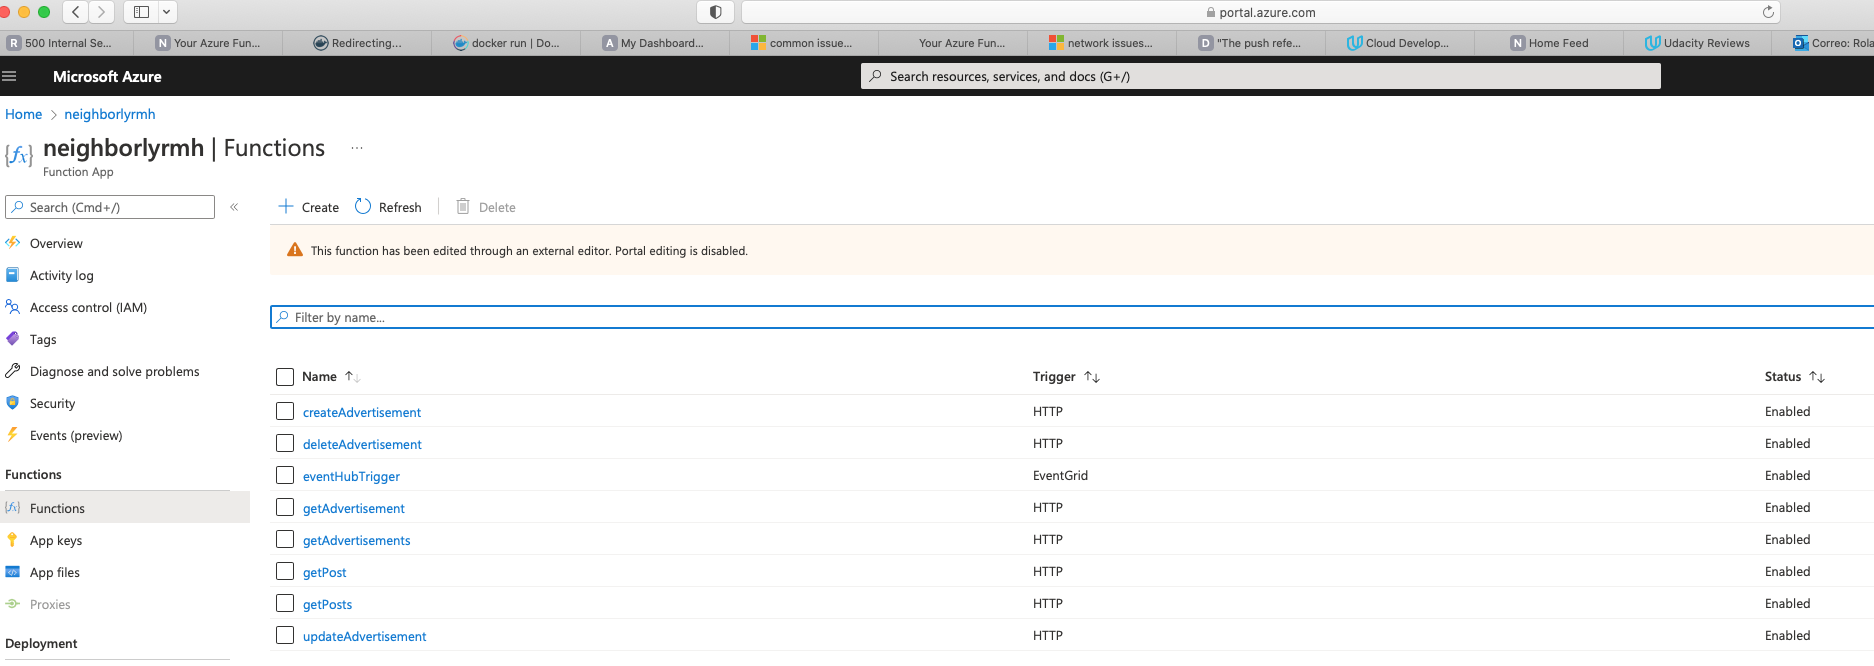 portal.azure.com
R 500 Internal Se...
N Your Azure Fun...
Redirecting...
docker run | Do...
A My Dashboard...
common issue...
Your Azure Fun...
network issues...
D "The push refe...
Cloud Develop...
N Home Feed
Udacity Reviews
Correo: Rola
Microsoft Azure
Search resources, services, and docs (G+/)
Home > neighborlyrmh
neighborlyrmh | Functions ...
Function App
Search (Cmd+/) «
Create Refresh Delete
This function has been edited through an external editor. Portal editing is disabled.
Filter by name...
Overview
Activity log
Access control (IAM)
Tags
Diagnose and solve problems
Security
Events (preview)
Functions
Functions
App keys
App files
Proxies
Deployment
Name Trigger Status
createAdvertisement HTTP Enabled
deleteAdvertisement HTTP Enabled
eventHubTrigger EventGrid Enabled
getAdvertisement HTTP Enabled
getAdvertisements HTTP Enabled
getPost HTTP Enabled
getPosts HTTP Enabled
updateAdvertisement HTTP Enabled